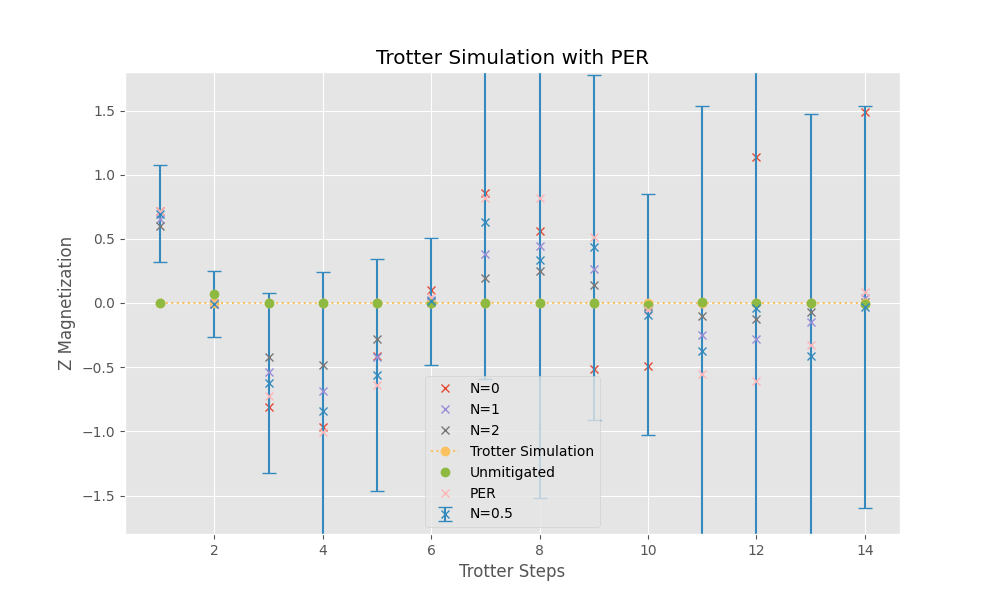 Trotter Simulation with PER
Z Magnetization
1.5
1.0
0.5
0.0
−0.5
−1.0
−1.5
N=0
N=1
N=2
Trotter Simulation
Unmitigated
PER
N=0.5
2 4 6 8 10 12 14
Trotter Steps